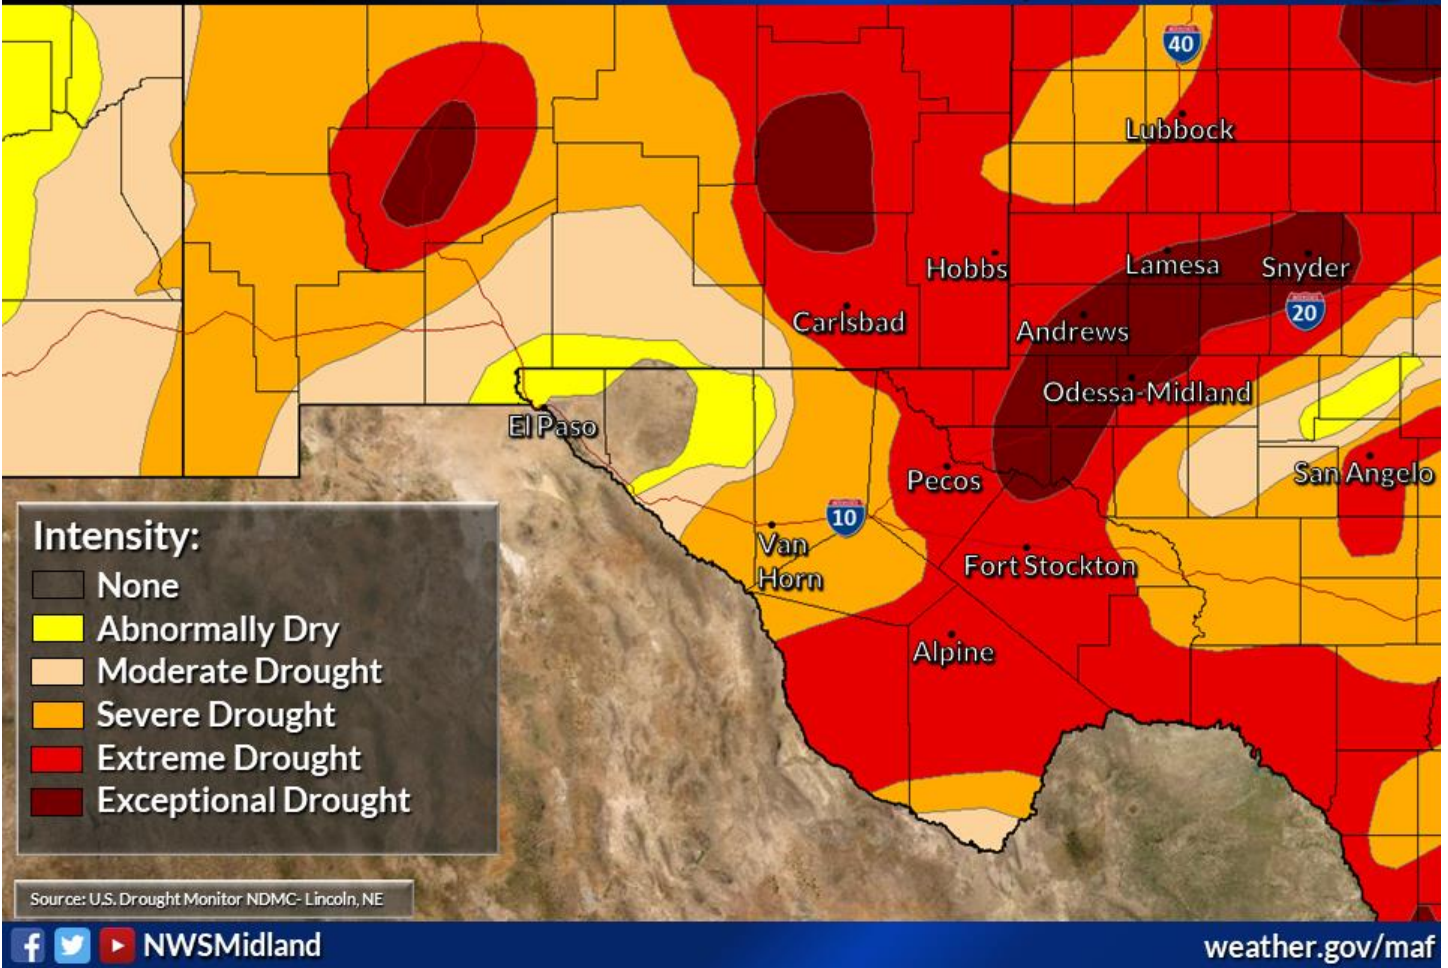 40
Lubbock
Hobbs
Lamesa
Snyder
Carlsbad
Andrews
20
Odessa-Midland
El Paso
Pecos
San Angelo
10
Van
Horn
Fort Stockton
Alpine
Intensity:
None
Abnormally Dry
Moderate Drought
Severe Drought
Extreme Drought
Exceptional Drought
Source: U.S. Drought Monitor NDMC- Lincoln, NE
NWSMidland
weather.gov/maf